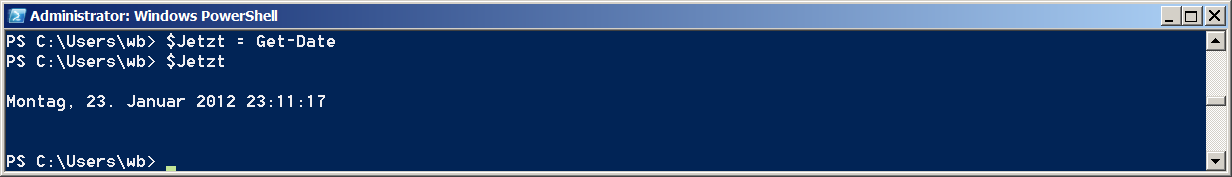 Administrator: Windows PowerShell
PS C:\Users\wb> $Jetzt = Get-Date
PS C:\Users\wb> $Jetzt
Montag, 23. Januar 2012 23:11:17
PS C:\Users\wb>